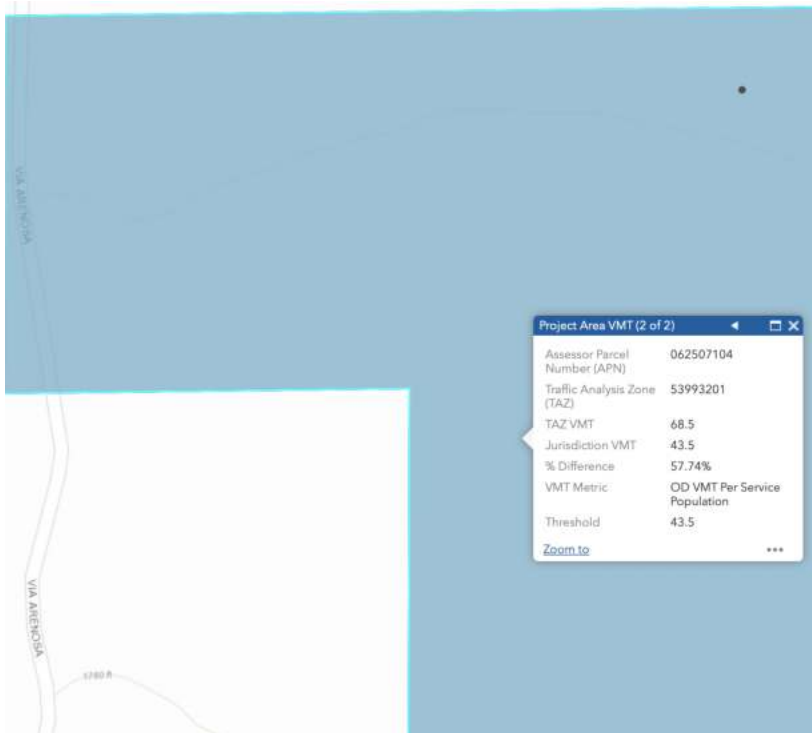 VIA ARENOSA
Project Area VMT (2 of 2)
Assessor Parcel 062507104
Number (APN)
Traffic Analysis Zone 53993201
(TAZ)
TAZ VMT 68.5
Jurisdiction VMT 43.5
% Difference 57.74%
VMT Metric OD VMT Per Service
Population
Threshold 43.5
Zoom to
VIA ARENOSA